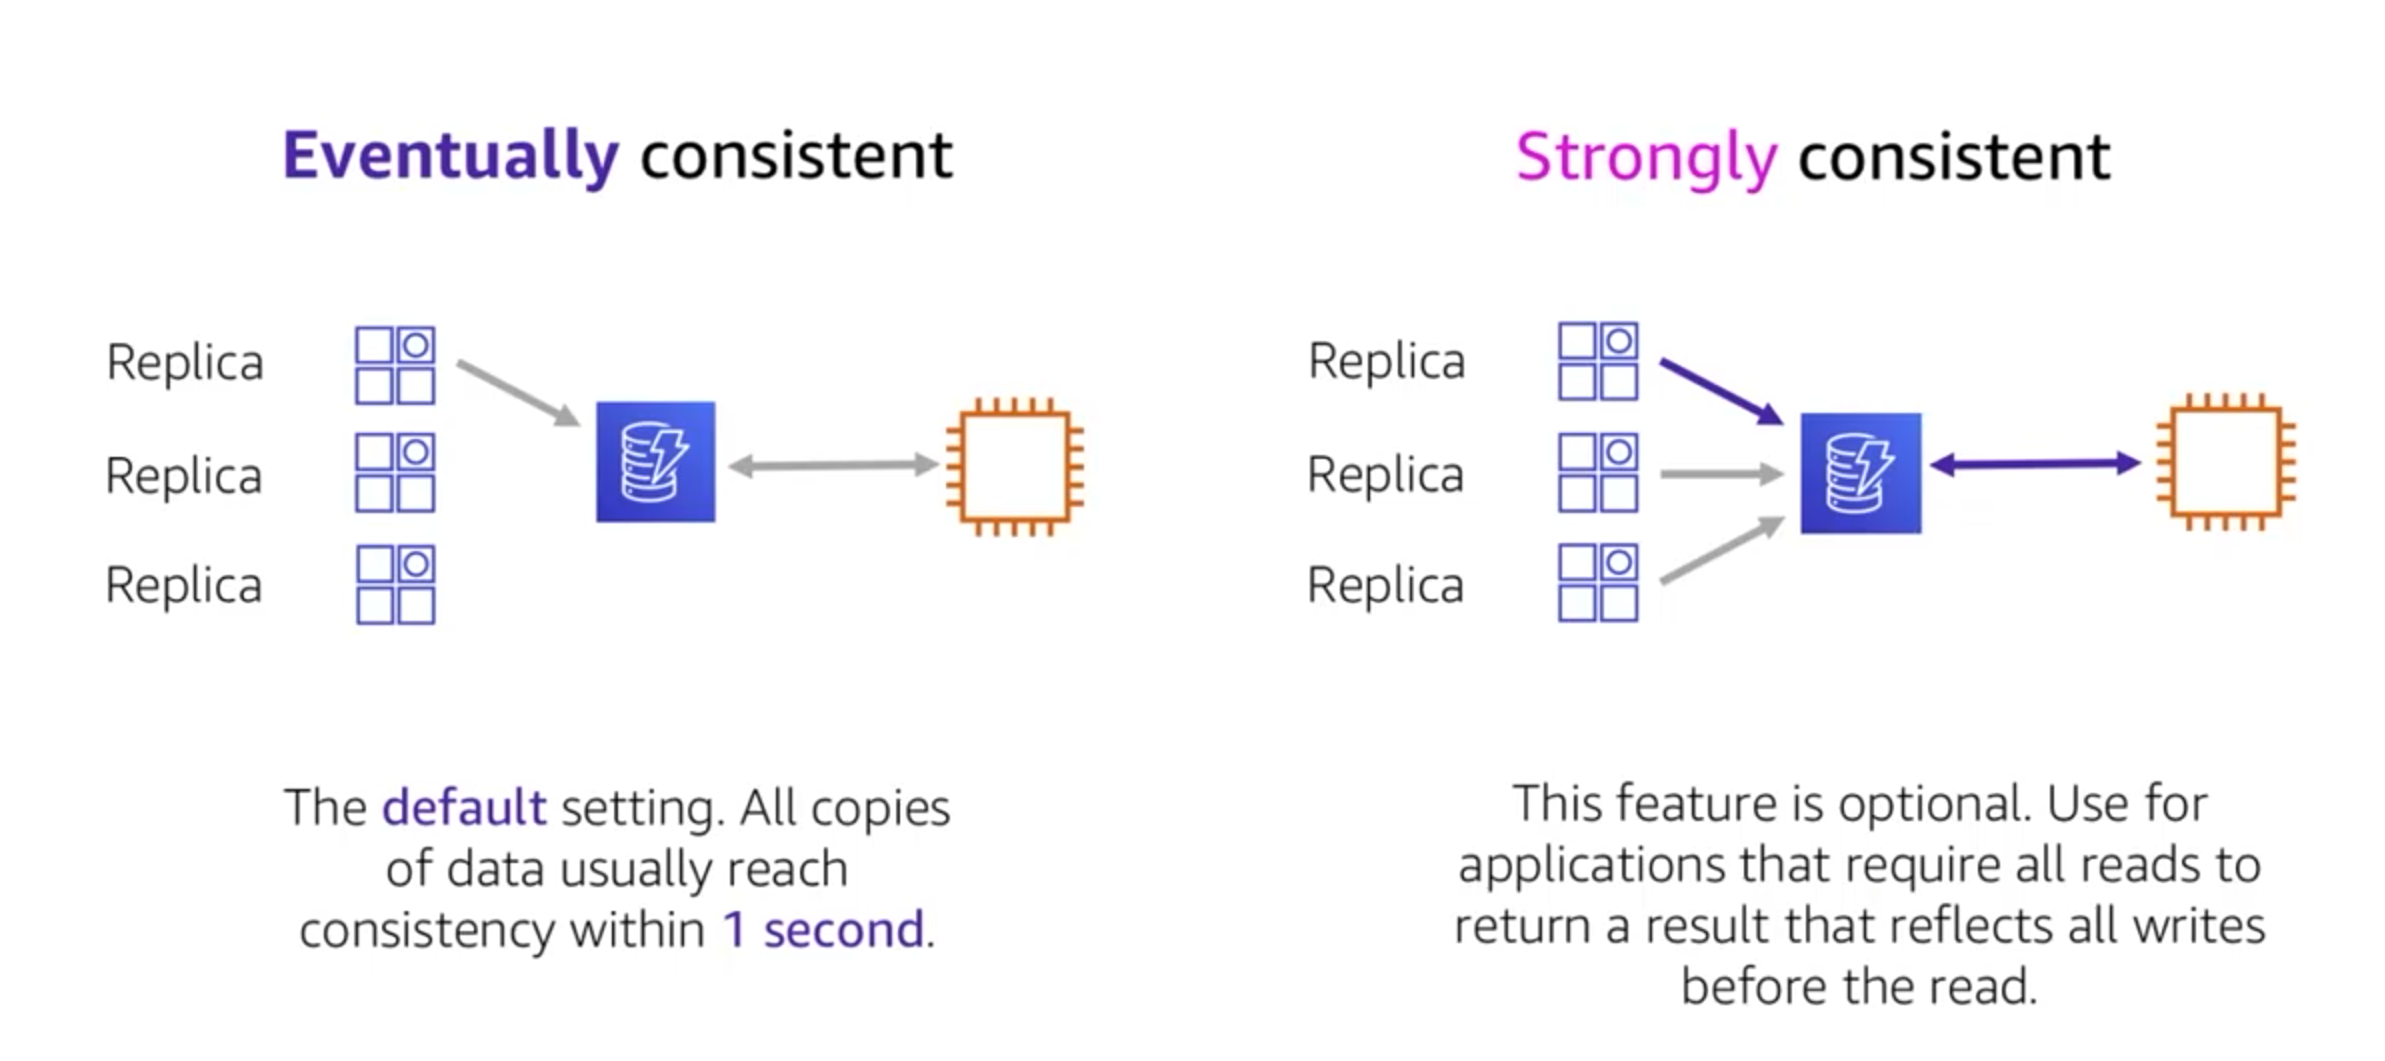 Eventually consistent
Replica
Replica
Replica
The default setting. All copies
of data usually reach
consistency within 1 second.
Strongly consistent
Replica
Replica
Replica
This feature is optional. Use for
applications that require all reads to
return a result that reflects all writes
before the read.